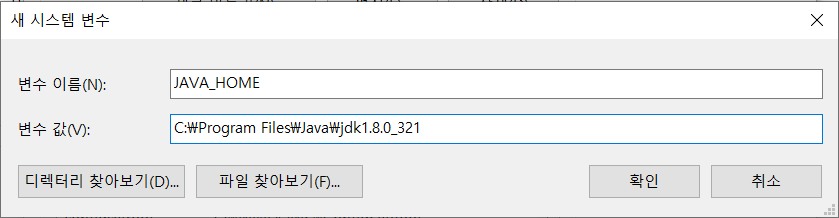 새 시스템 변수
변수 이름(N):
JAVA_HOME
변수 값(V):
C:₩Program Files₩Java₩jdk1.8.0_321
디렉터리 찾아보기(D)...
파일 찾아보기(F)...
확인
취소